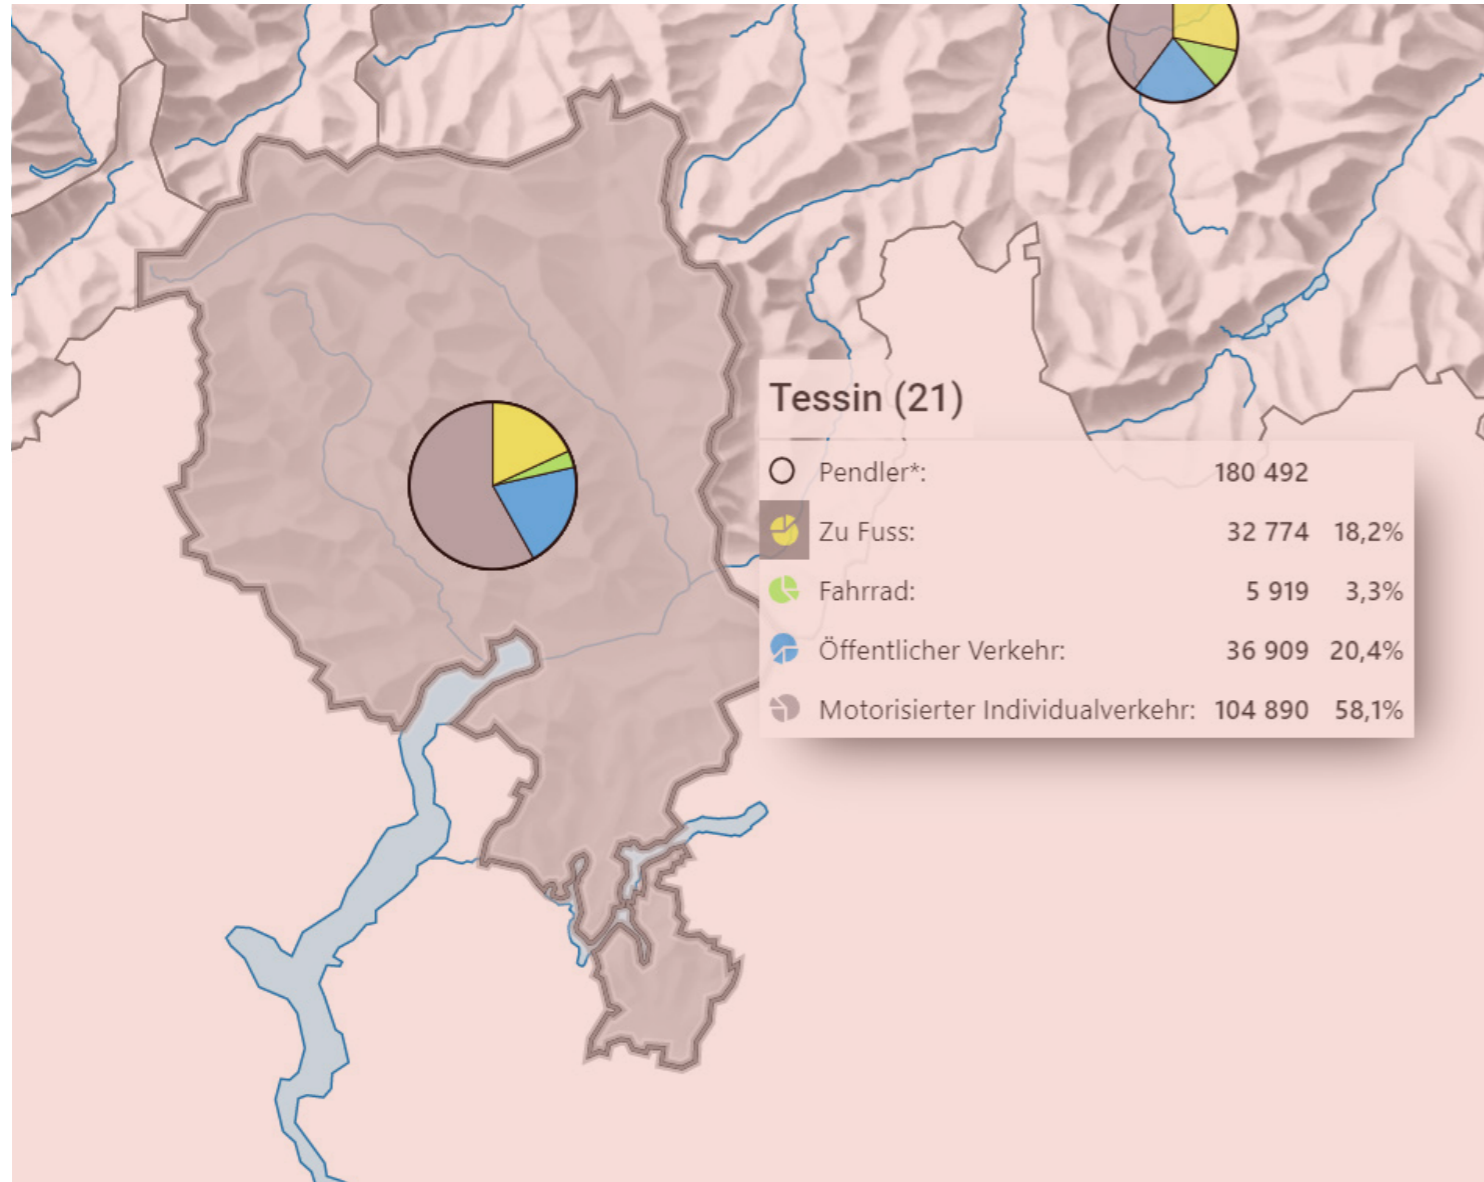 Tessin (21)
Pendler*: 180 492
Zu Fuss: 32 774 18,2%
Fahrrad: 5 919 3,3%
Öffentlicher Verkehr: 36 909 20,4%
Motorisierter Individualverkehr: 104 890 58,1%